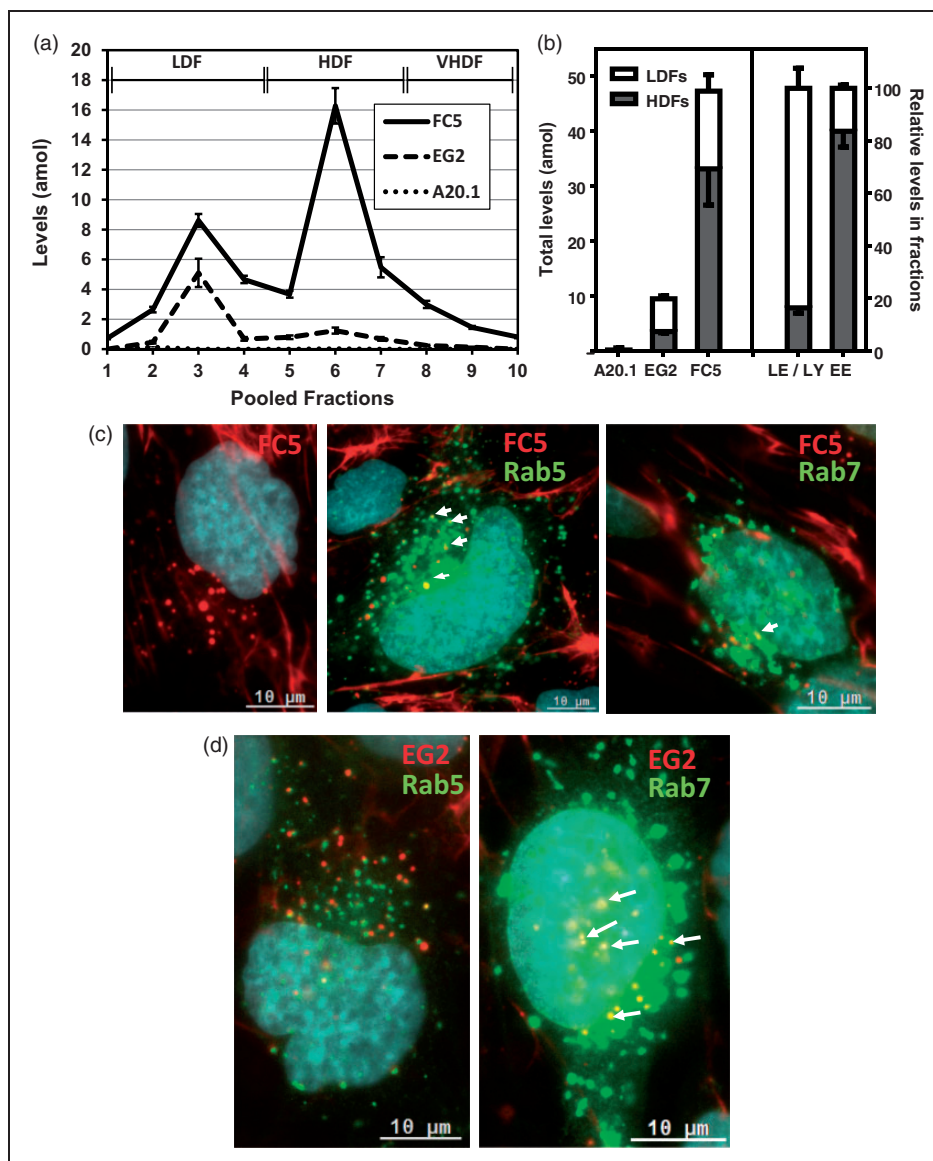 (a)
20
18
16
14
12
10
8
6
4
2
0
Levels (amol)
LDF HDF VHDF
FC5
EG2
A20.1
1 2 3 4 5 6 7 8 9 10
Pooled Fractions
(b)
LDFs
HDFs
50
40
30
20
10
Total levels (amol)
100
80
60
40
20
0
Relative levels in fractions
A20.1 EG2 FC5 LE / LY EE
(c)
FC5
10 µm
FC5
Rab5
10 µm
FC5
Rab7
10 µm
(d)
EG2
Rab5
10 µm
EG2
Rab7
10 µm